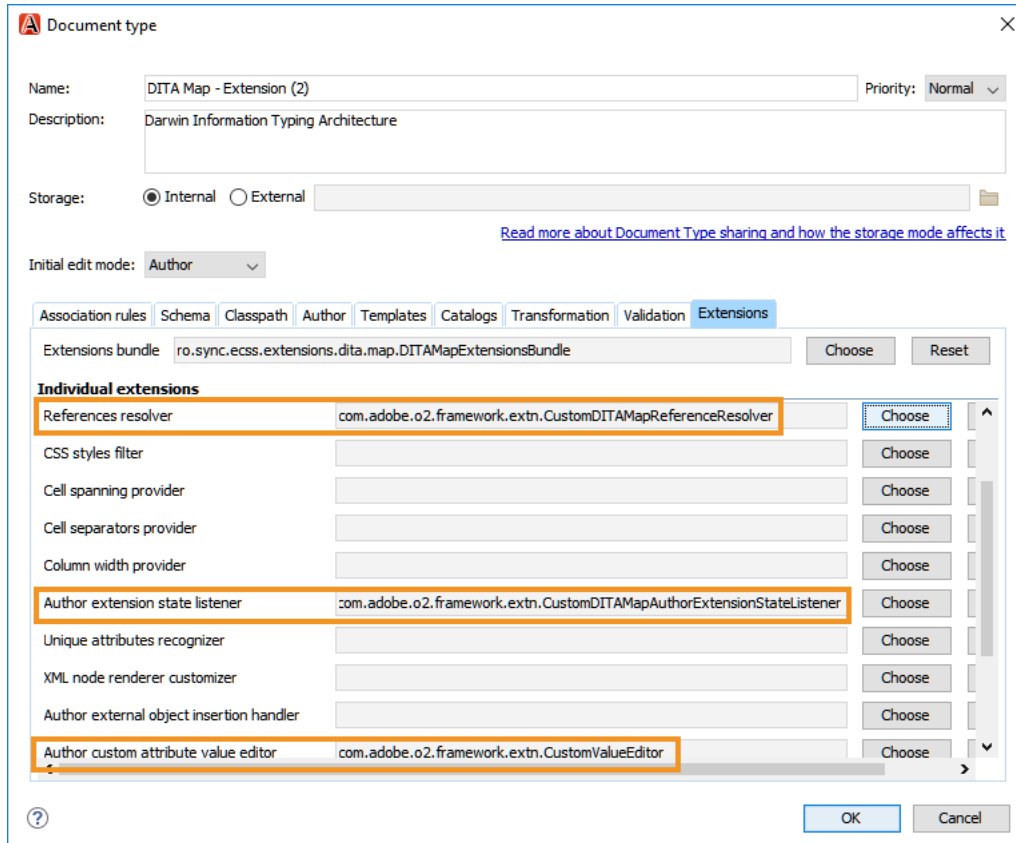 Document type
Name: DITA Map - Extension (2) Priority: Normal
Description: Darwin Information Typing Architecture
Storage: Internal External
Read more about Document Type sharing and how the storage mode affects it
Initial edit mode: Author
Association rules Schema Classpath Author Templates Catalogs Transformation Validation Extensions
Extensions bundle ro.sync.ecss.extensions.dita.map.DITAMapExtensionsBundle Choose Reset
Individual extensions
References resolver com.adobe.o2.framework.extn.CustomDITAMapReferenceResolver Choose
CSS styles filter Choose
Cell spanning provider Choose
Cell separators provider Choose
Column width provider Choose
Author extension state listener com.adobe.o2.framework.extn.CustomDITAMapAuthorExtensionStateListener Choose
Unique attributes recognizer Choose
XML node renderer customizer Choose
Author external object insertion handler Choose
Author custom attribute value editor com.adobe.o2.framework.extn.CustomValueEditor Choose
? OK Cancel